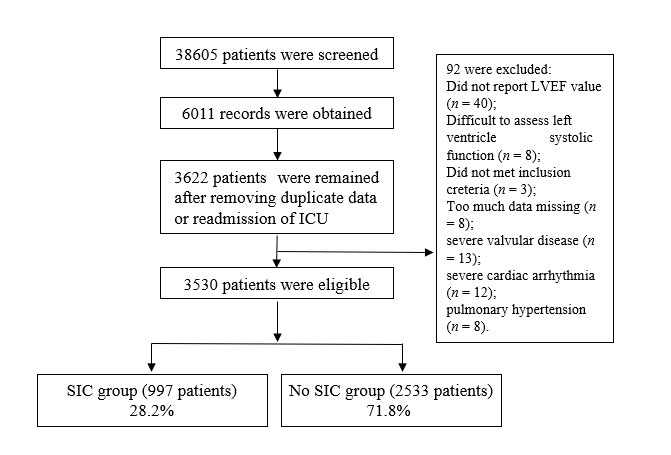 38605 patients were screened
6011 records were obtained
3622 patients were remained
after removing duplicate data
or readmission of ICU
92 were excluded:
Did not report LVEF value
(n = 40);
Difficult to assess left
ventricle systolic
function (n = 8);
Did not met inclusion
creteria (n = 3);
Too much data missing (n
= 8);
severe valvular disease (n
= 13);
severe cardiac arrhythmia
(n = 12);
pulmonary hypertension
(n = 8).
3530 patients were eligible
SIC group (997 patients)
28.2%
No SIC group (2533 patients)
71.8%